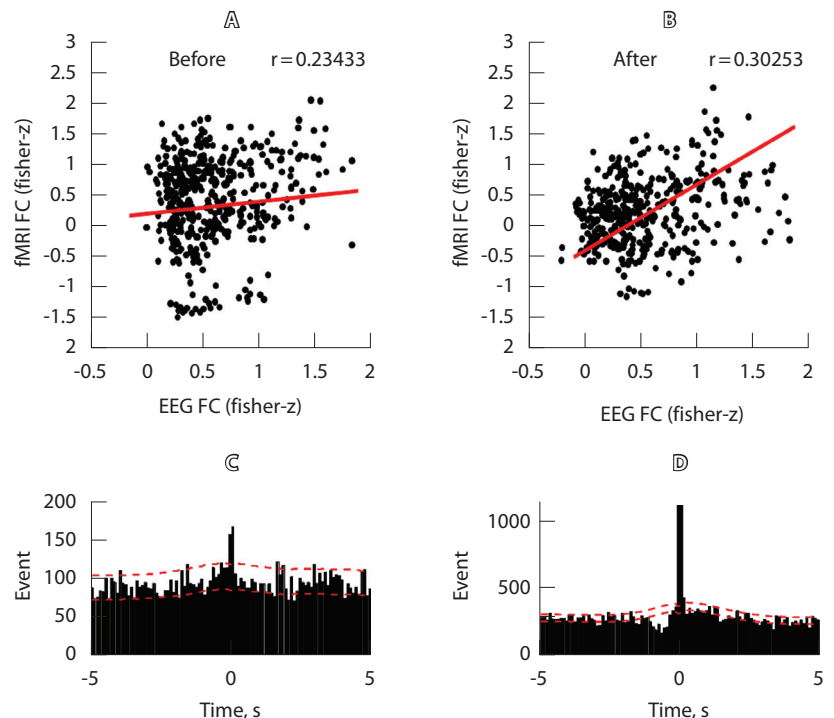 A
Before r = 0.23433
3
2.5
2
1.5
1
0.5
0
-0.5
-1
-1.5
2
fMRI FC (fisher-z)
-0.5 0 0.5 1 1.5 2
EEG FC (fisher-z)
B
After r = 0.30253
3
2.5
2
1.5
1
0.5
0
-0.5
-1
-1.5
2
fMRI FC (fisher-z)
-0.5 0 0.5 1 1.5 2
EEG FC (fisher-z)
C
200
150
100
50
0
Event
-5 0 5
Time, s
D
1000
500
0
Event
-5 0 5
Time, s